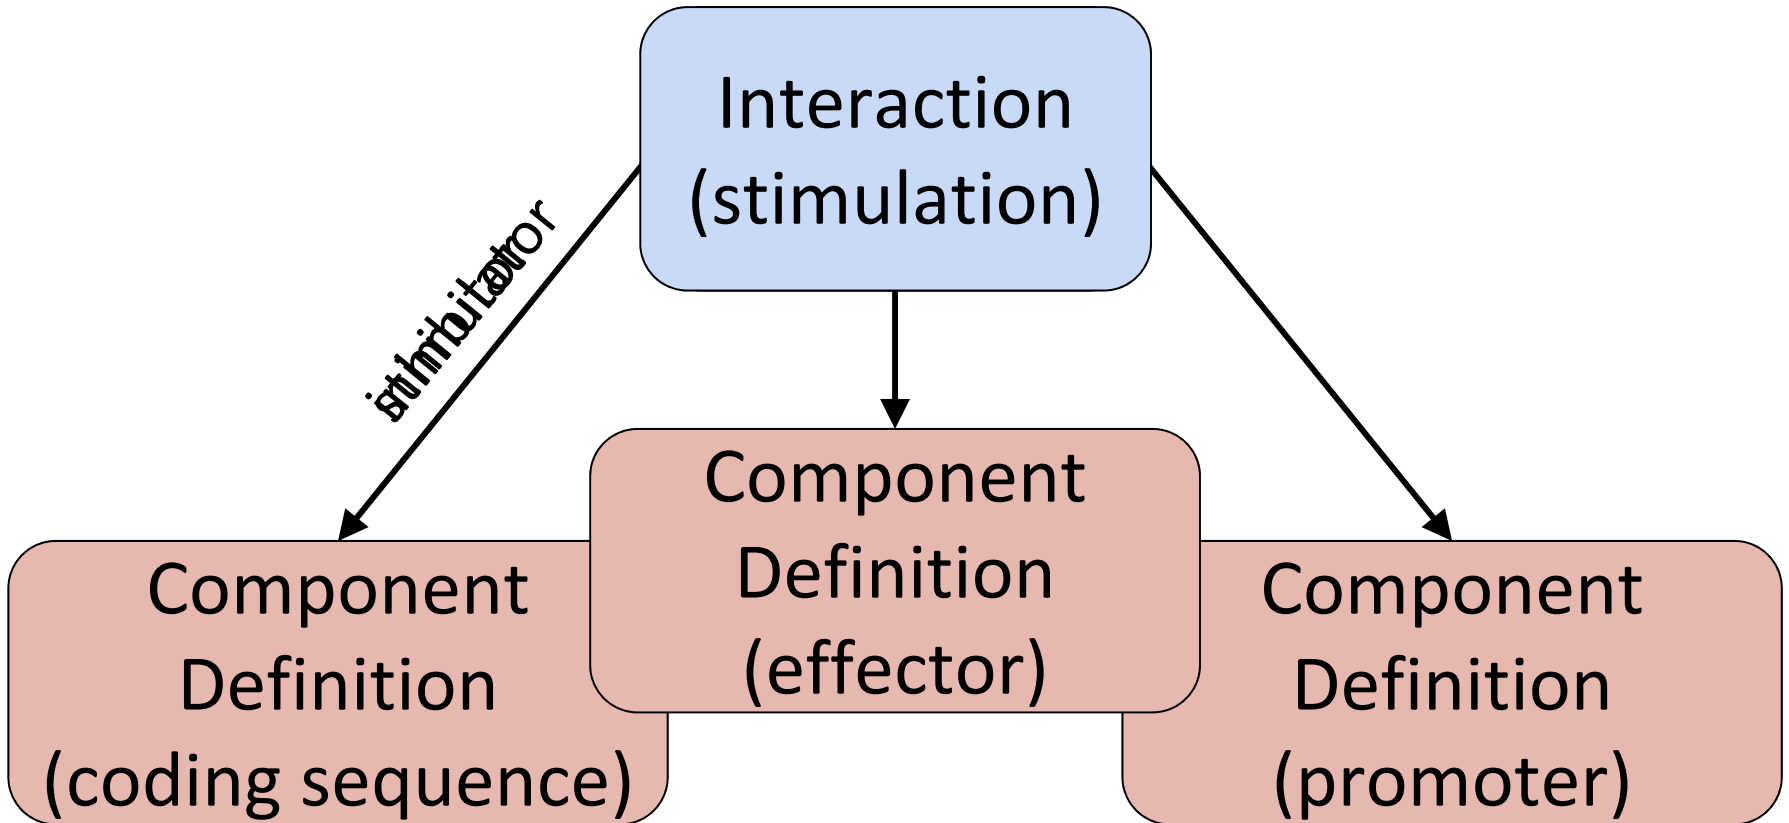 Interaction
(stimulation)
Component
Definition
(effector)
Component
Definition
(coding sequence)
Component
Definition
(promoter)